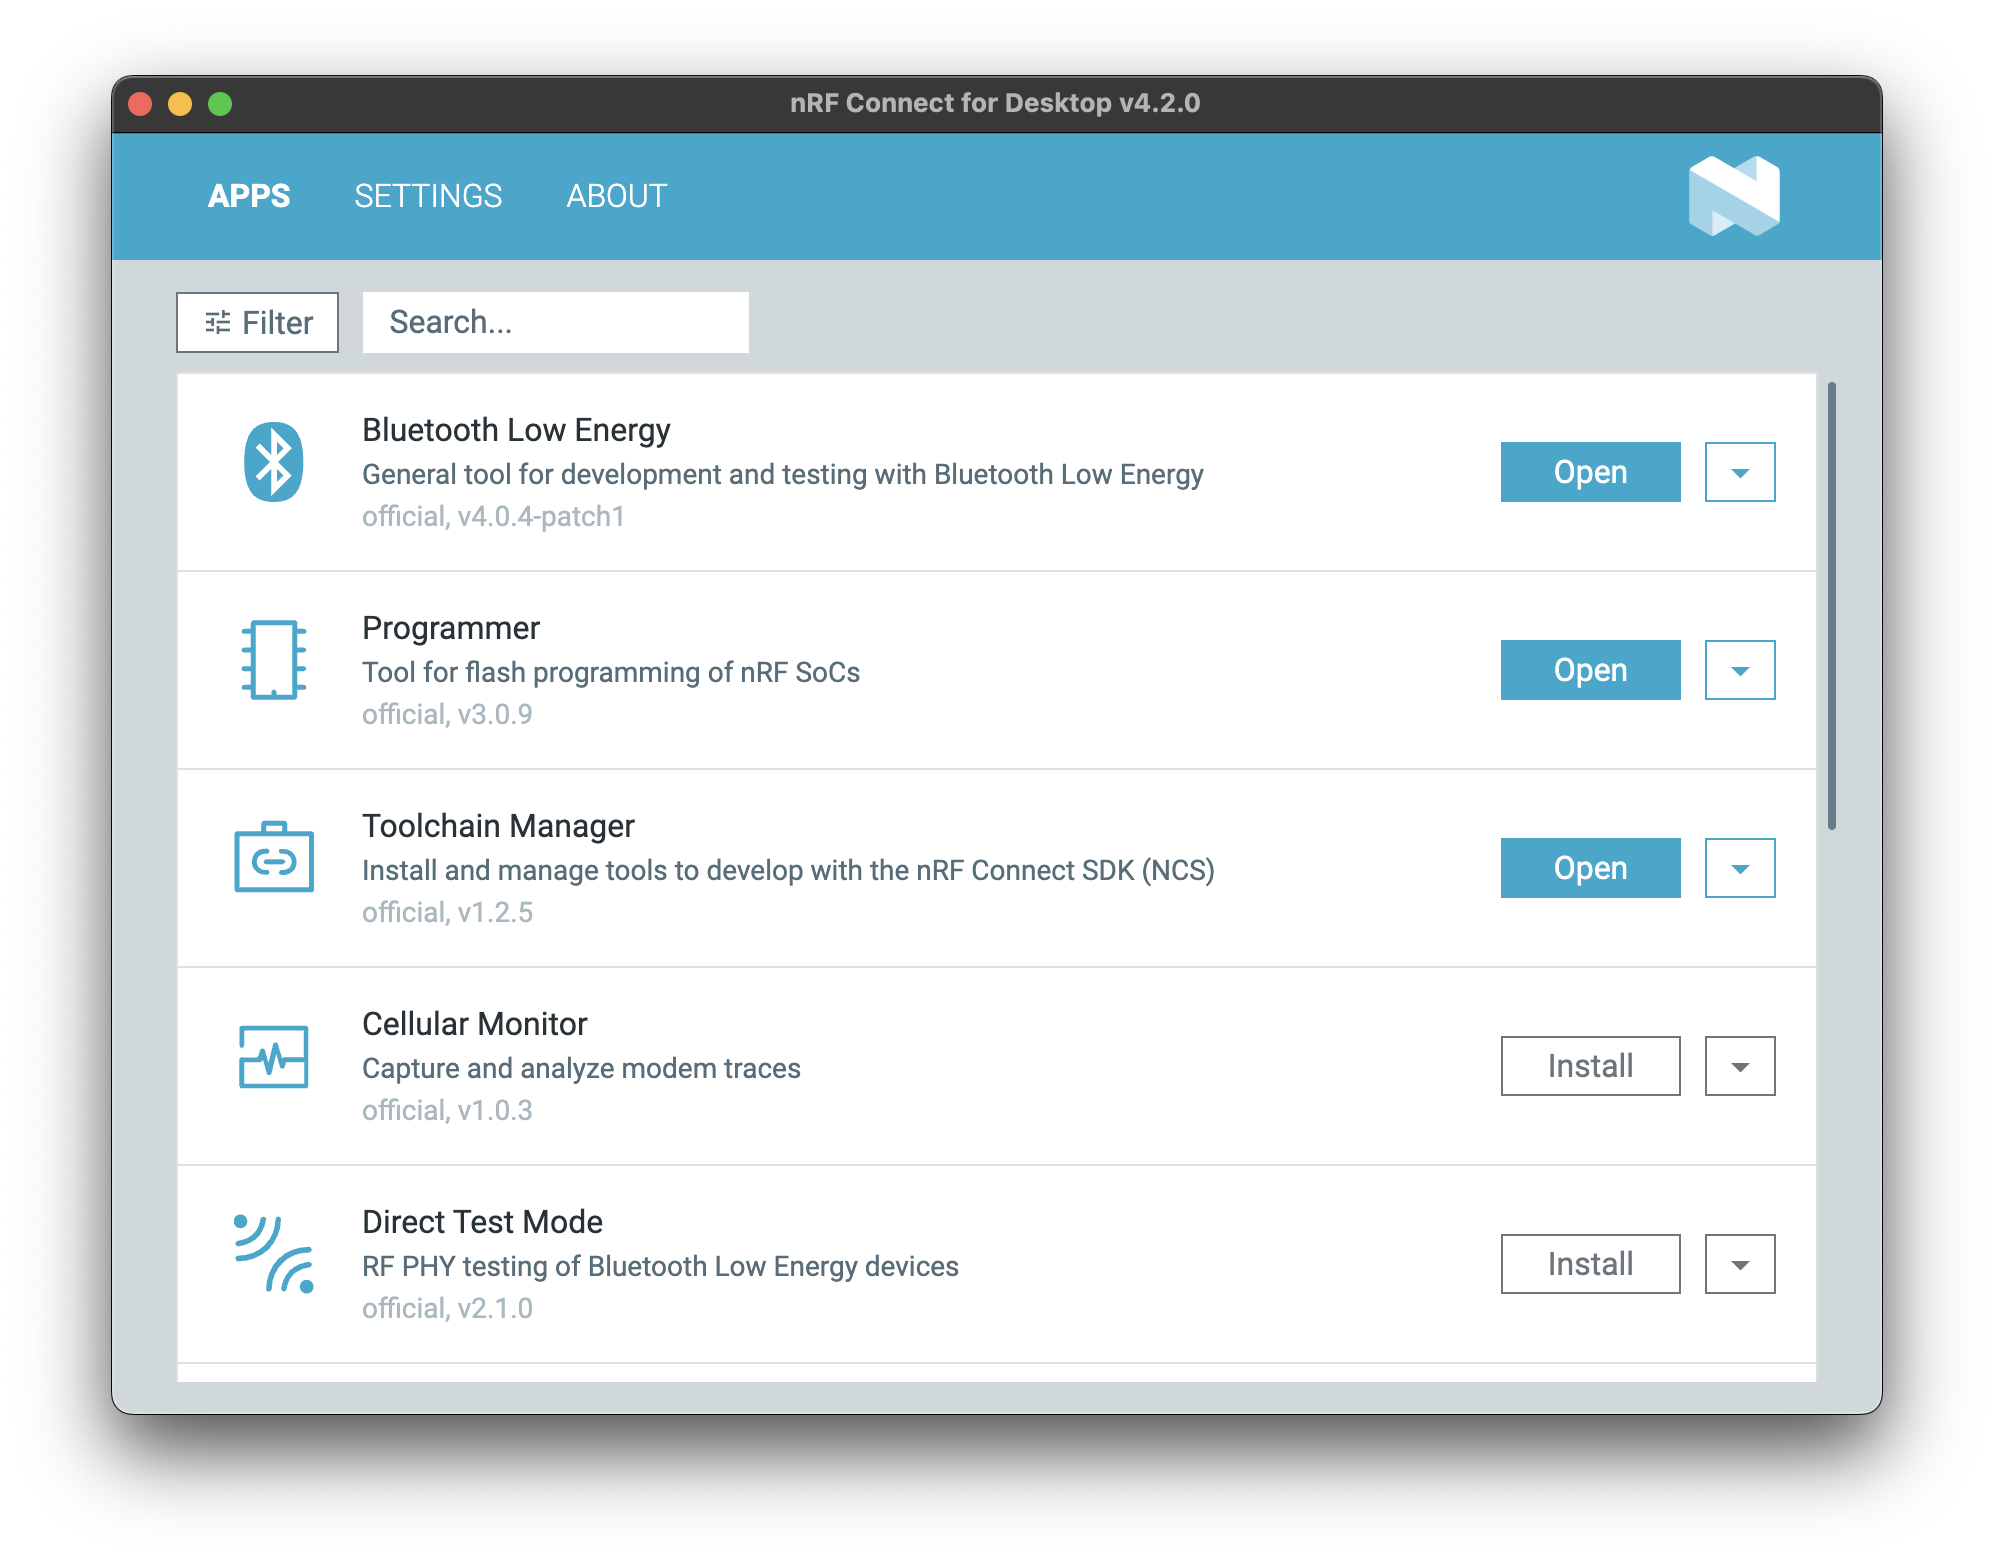 nRF Connect for Desktop v4.2.0
APPS
SETTINGS
ABOUT
Filter
Search...
Bluetooth Low Energy
General tool for development and testing with Bluetooth Low Energy
official, v4.0.4-patch1
Open
Programmer
Tool for flash programming of nRF SoCs
official, v3.0.9
Open
Toolchain Manager
Install and manage tools to develop with the nRF Connect SDK (NCS)
official, v1.2.5
Open
Cellular Monitor
Capture and analyze modem traces
official, v1.0.3
Install
Direct Test Mode
RF PHY testing of Bluetooth Low Energy devices
official, v2.1.0
Install